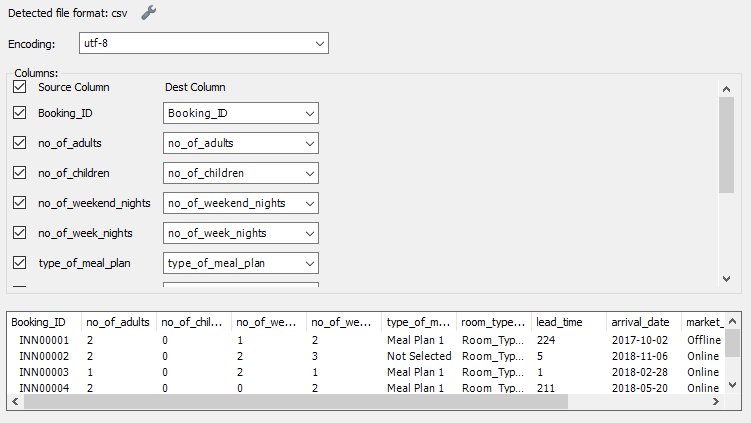 Detected file format: csv
Encoding: utf-8
Columns:
Source Column Dest Column
Booking_ID Booking_ID
no_of_adults no_of_adults
no_of_children no_of_children
no_of_weekend_nights no_of_weekend_nights
no_of_week_nights no_of_week_nights
type_of_meal_plan type_of_meal_plan
Booking_ID no_of_adults no_of_chil... no_of_we... no_of_we... type_of_m... room_type... lead_time arrival_date market_
INN00001 2 0 1 2 Meal Plan 1 Room_Typ... 224 2017-10-02 Offline
INN00002 2 0 2 3 Not Selected Room_Typ... 5 2018-11-06 Online
INN00003 1 0 2 1 Meal Plan 1 Room_Typ... 1 2018-02-28 Online
INN00004 2 0 0 2 Meal Plan 1 Room_Typ... 211 2018-05-20 Online